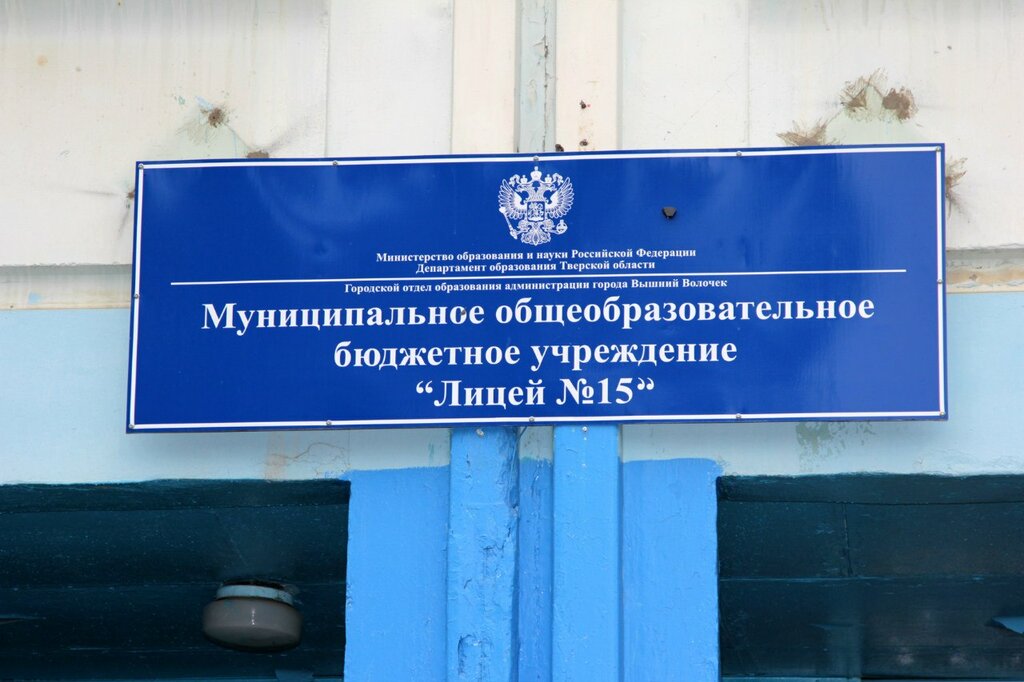 Министерство образования и науки Российской Федерации
Департамент образования Тверской области
Городской отдел образования администрации города Вышний Волочек
Муниципальное общеобразовательное
бюджетное учреждение
“Лицей №15”